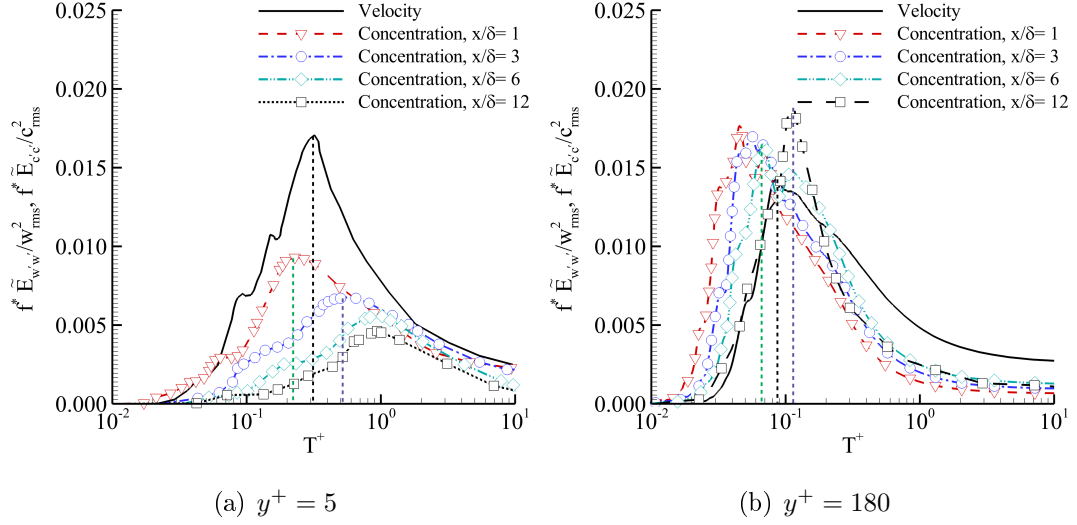 Velocity
Concentration, x/δ= 1
Concentration, x/δ= 3
Concentration, x/δ= 6
Concentration, x/δ= 12
0.025
0.020
0.015
0.010
0.005
0.000
f* Ẽw'w'/w²rms, f* Ẽc'c'/c²rms
10⁻² 10⁻¹ 10⁰ 10¹
T⁺
(a) y⁺ = 5
Velocity
Concentration, x/δ= 1
Concentration, x/δ= 3
Concentration, x/δ= 6
Concentration, x/δ= 12
0.025
0.020
0.015
0.010
0.005
0.000
f* Ẽw'w'/w²rms, f* Ẽc'c'/c²rms
10⁻² 10⁻¹ 10⁰ 10¹
T⁺
(b) y⁺ = 180